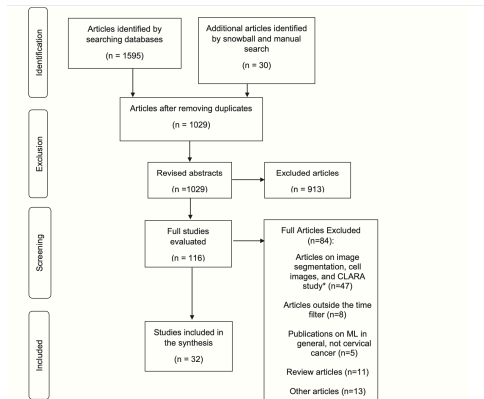 Identification
Articles identified by
searching databases
(n = 1595)
Additional articles identified
by snowball and manual
search
(n = 30)
Articles after removing duplicates
(n = 1029)
Exclusion
Revised abstracts
(n =1029)
Excluded articles
(n = 913)
Screening
Full studies
evaluated
(n = 116)
Full Articles Excluded
(n=84):
Articles on image
segmentation, cell
images, and CLARA
study* (n=47)
Articles outside the time
filter (n=8)
Publications on ML in
general, not cervical
cancer (n=5)
Review articles (n=11)
Other articles (n=13)
Included
Studies included in
the synthesis
(n = 32)